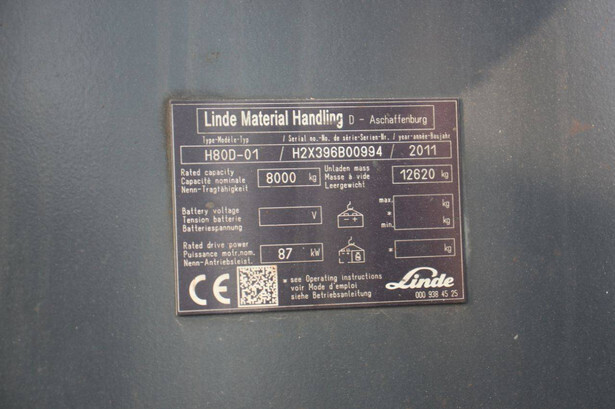 Linde Material Handling D - Aschaffenburg
Type-Modèle-Typ / Serial no.-No. de série-Serien-Nr. / year-année-Baujahr
H80D-01 / H2X396B00994 / 2011
Rated capacity
Capacité nominale
Nenn-Tragfähigkeit
8000 kg
Unladen mass
Masse à vide
Leergewicht
12620 kg
Battery voltage
Tension batterie
Batteriespannung
V
max. kg
*
min. kg
Rated drive power
Puissance motr.nom.
Nenn-Antriebsleist.
87 kW
* kg
CE
* see Operating instructions
voir Mode d'emploi
siehe Betriebsanleitung
Linde
000 938 45 25